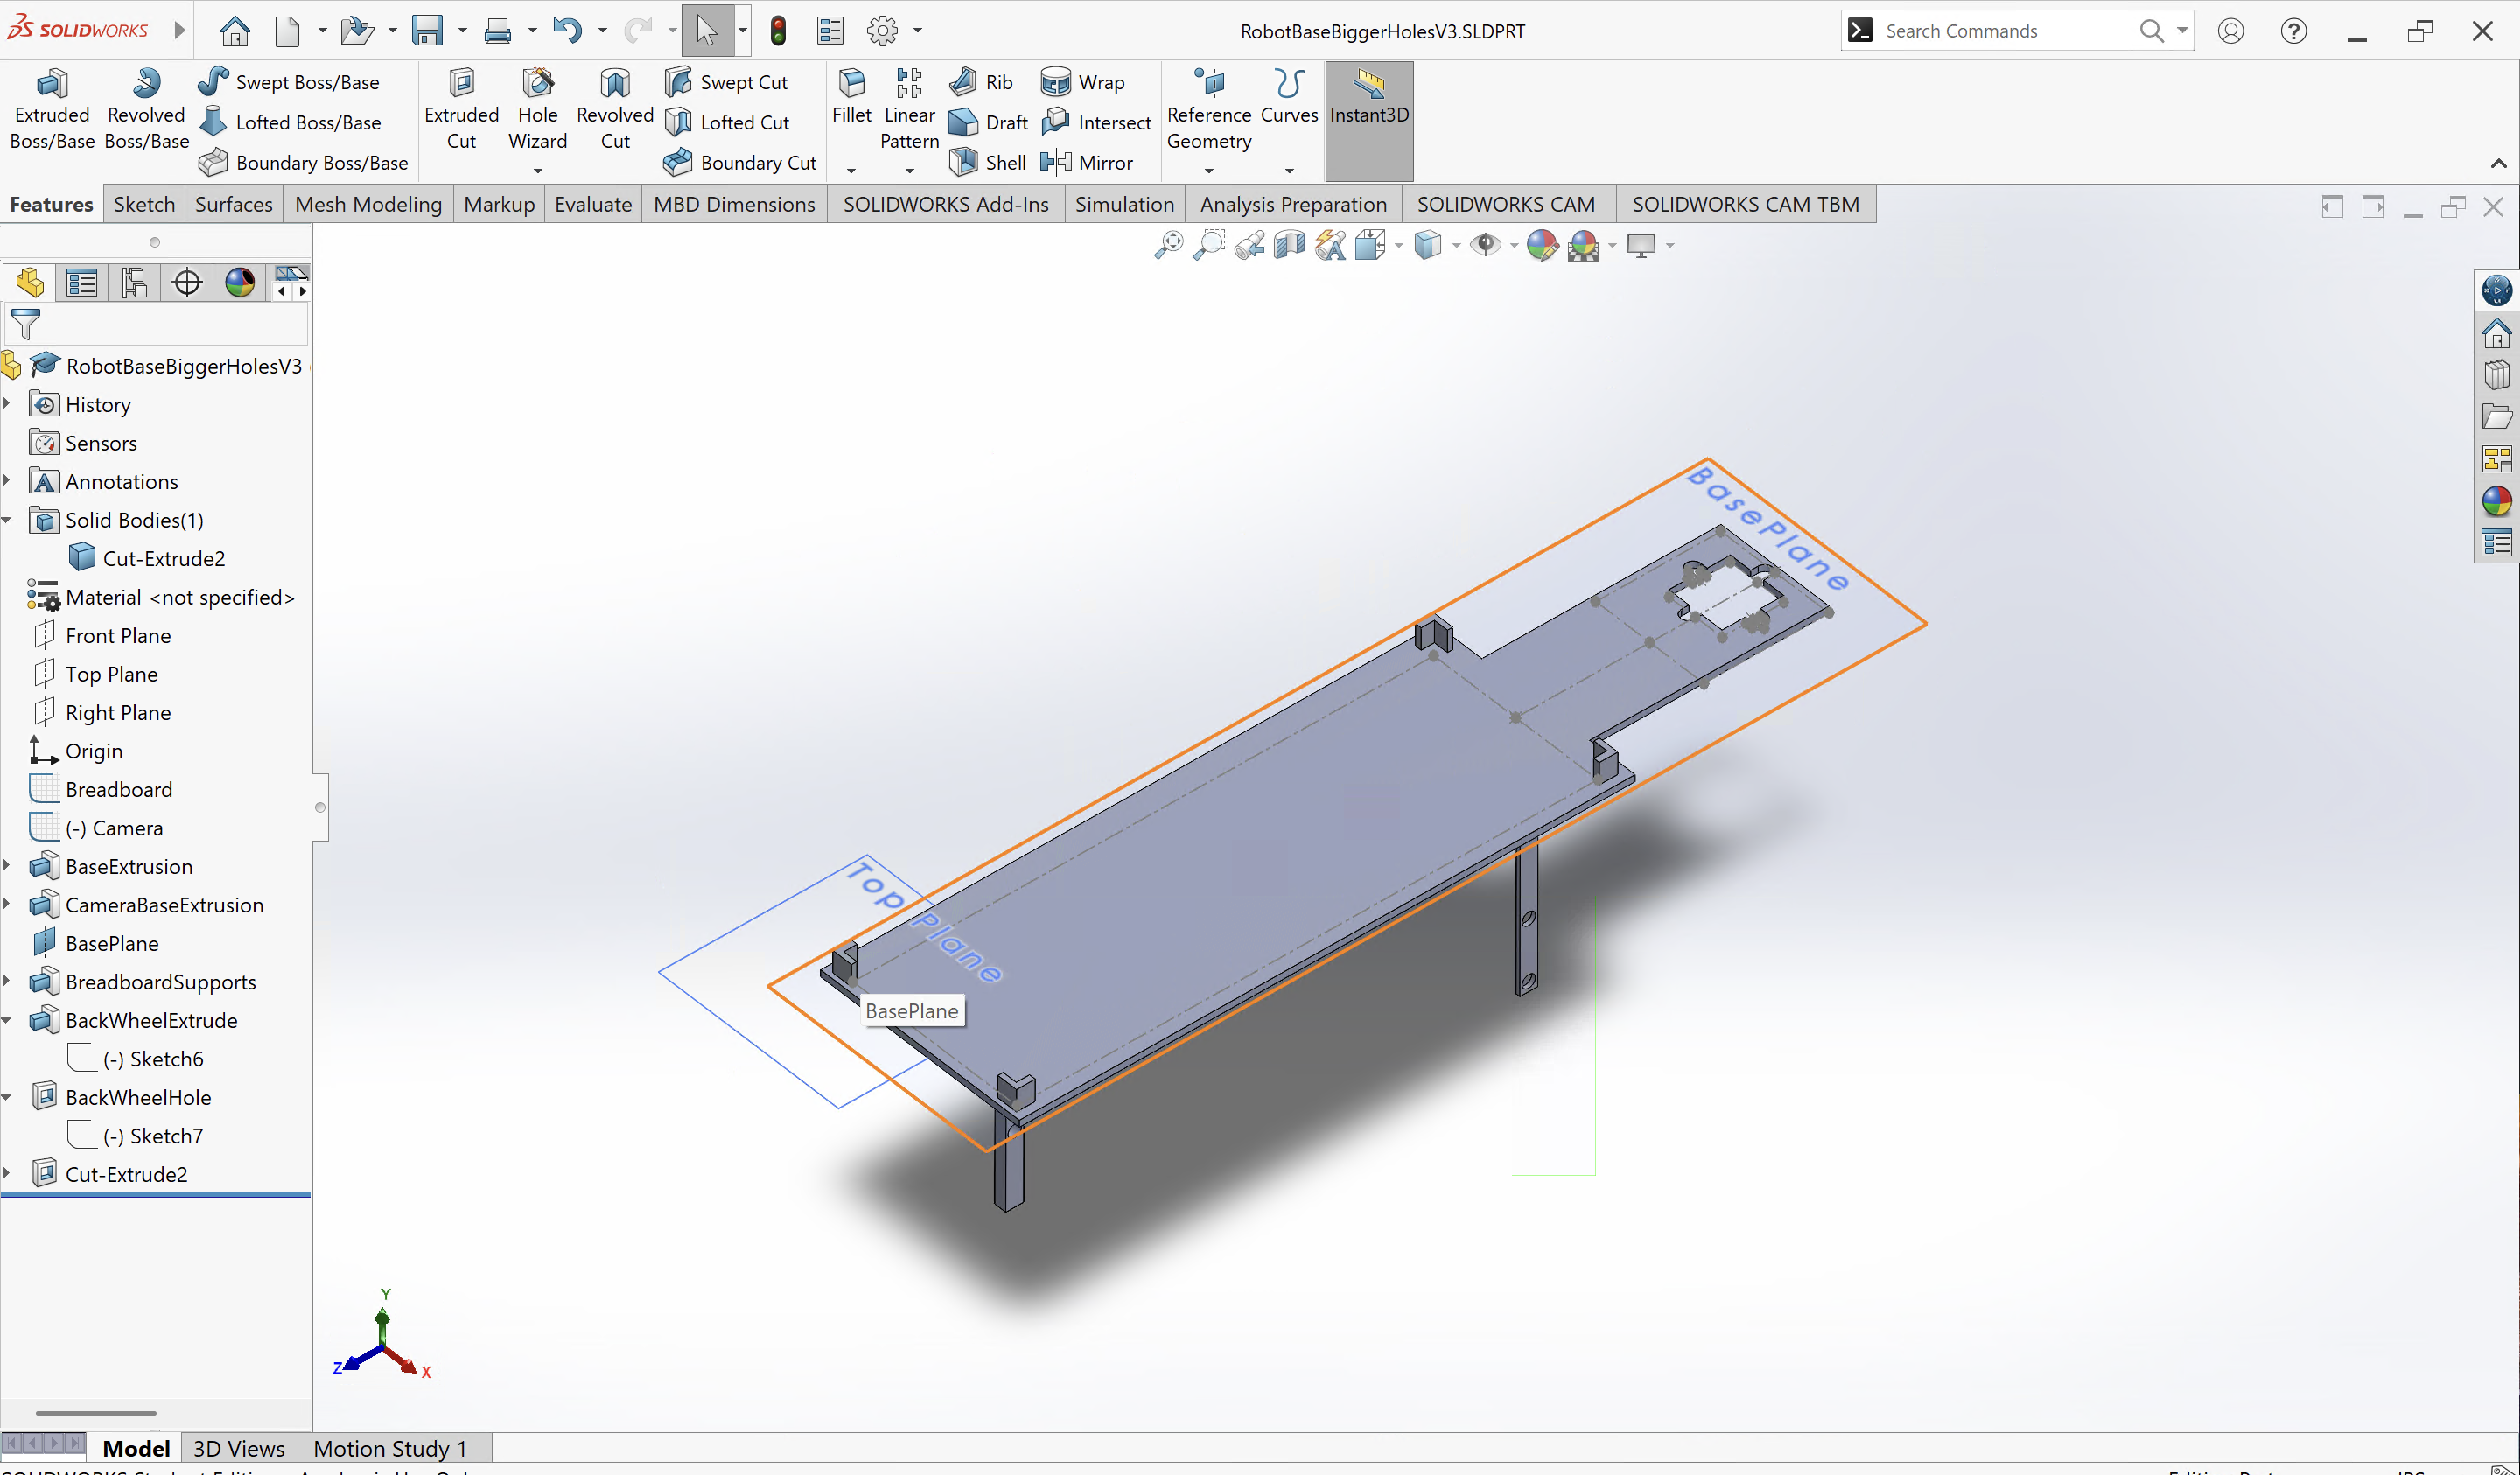 SOLIDWORKS
RobotBaseBiggerHolesV3.SLDPRT
Search Commands
Extruded Boss/Base
Revolved Boss/Base
Swept Boss/Base
Lofted Boss/Base
Boundary Boss/Base
Extruded Cut
Hole Wizard
Revolved Cut
Swept Cut
Lofted Cut
Boundary Cut
Fillet
Linear Pattern
Rib
Draft
Shell
Wrap
Intersect
Mirror
Reference Geometry
Curves
Instant3D
Features Sketch Surfaces Mesh Modeling Markup Evaluate MBD Dimensions SOLIDWORKS Add-Ins Simulation Analysis Preparation SOLIDWORKS CAM SOLIDWORKS CAM TBM
RobotBaseBiggerHolesV3
History
Sensors
Annotations
Solid Bodies(1)
Cut-Extrude2
Material <not specified>
Front Plane
Top Plane
Right Plane
Origin
Breadboard
(-) Camera
BaseExtrusion
CameraBaseExtrusion
BasePlane
BreadboardSupports
BackWheelExtrude
(-) Sketch6
BackWheelHole
(-) Sketch7
Cut-Extrude2
BasePlane
Top Plane
BasePlane
Y
Z
X
Model 3D Views Motion Study 1